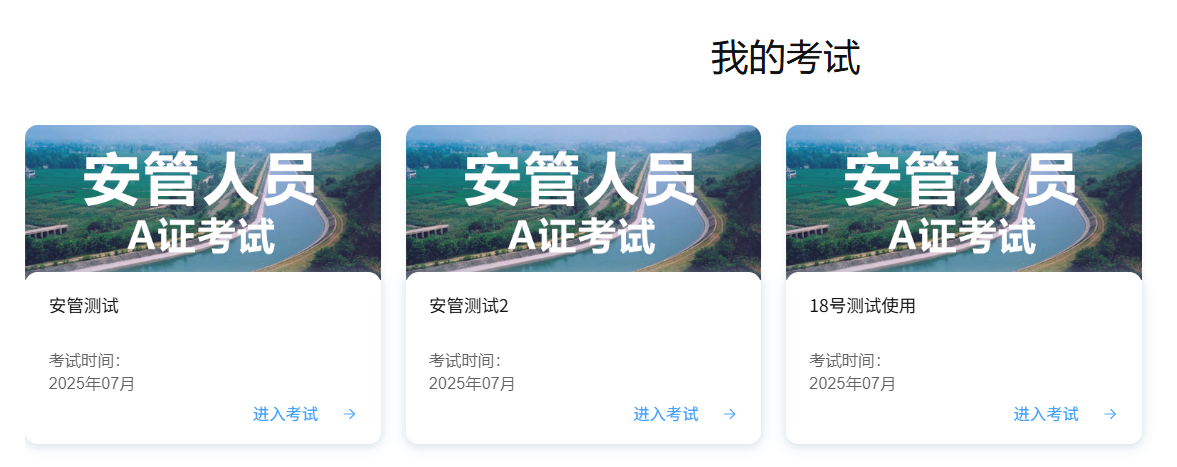 我的考试
安管人员
A证考试
安管测试
考试时间：
2025年07月
进入考试 →
安管人员
A证考试
安管测试2
考试时间：
2025年07月
进入考试 →
安管人员
A证考试
18号测试使用
考试时间：
2025年07月
进入考试 →